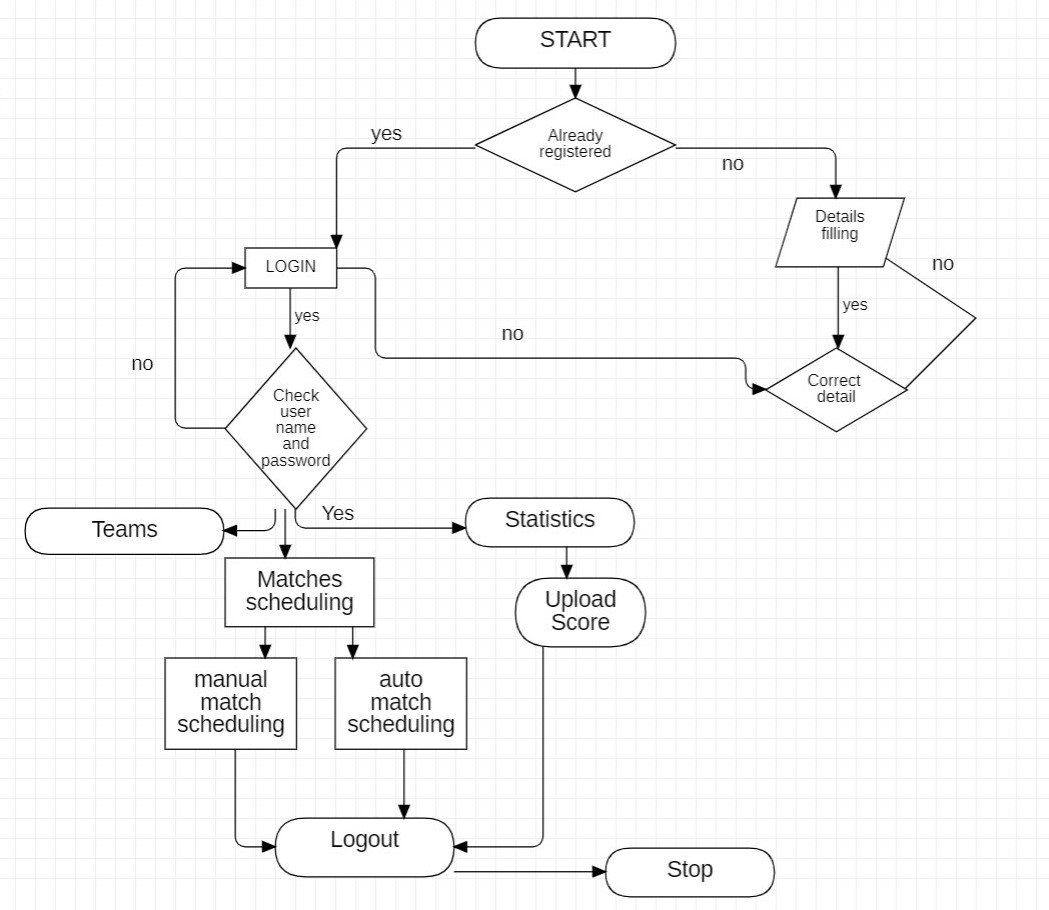 START
Already
registered
yes
no
Details
filling
LOGIN
no
yes
yes
no
no
Correct
detail
Check
user
name
and
password
Yes
Teams
Statistics
Matches
scheduling
Upload
Score
manual
match
scheduling
auto
match
scheduling
Logout
Stop